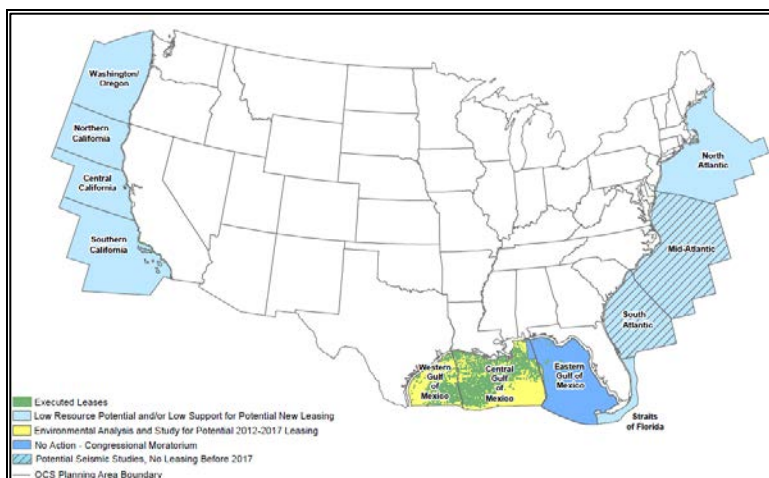 Washington/
Oregon
Northern
California
Central
California
Southern
California
North
Atlantic
Mid-Atlantic
South
Atlantic
Western
Gulf
of
Mexico
Central
Gulf of
Mexico
Eastern
Gulf of
Mexico
Straits
of Florida
Executed Leases
Low Resource Potential and/or Low Support for Potential New Leasing
Environmental Analysis and Study for Potential 2012-2017 Leasing
No Action - Congressional Moratorium
Potential Seismic Studies, No Leasing Before 2017
OCS Planning Area Boundary